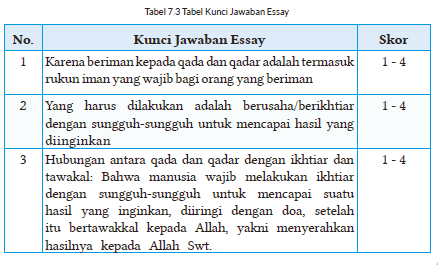 Tabel 7.3 Tabel Kunci Jawaban Essay
No. Kunci Jawaban Essay Skor
1 Karena beriman kepada qada dan qadar adalah termasuk 1 - 4
rukun iman yang wajib bagi orang yang beriman
2 Yang harus dilakukan adalah berusaha/berikhtiar 1 - 4
dengan sungguh-sungguh untuk mencapai hasil yang
diinginkan
3 Hubungan antara qada dan qadar dengan ikhtiar dan 1 - 4
tawakal: Bahwa manusia wajib melakukan ikhtiar
dengan sungguh-sungguh untuk mencapai suatu
hasil yang inginkan, diiringi dengan doa, setelah
itu bertawakkal kepada Allah, yakni menyerahkan
hasilnya kepada Allah Swt.